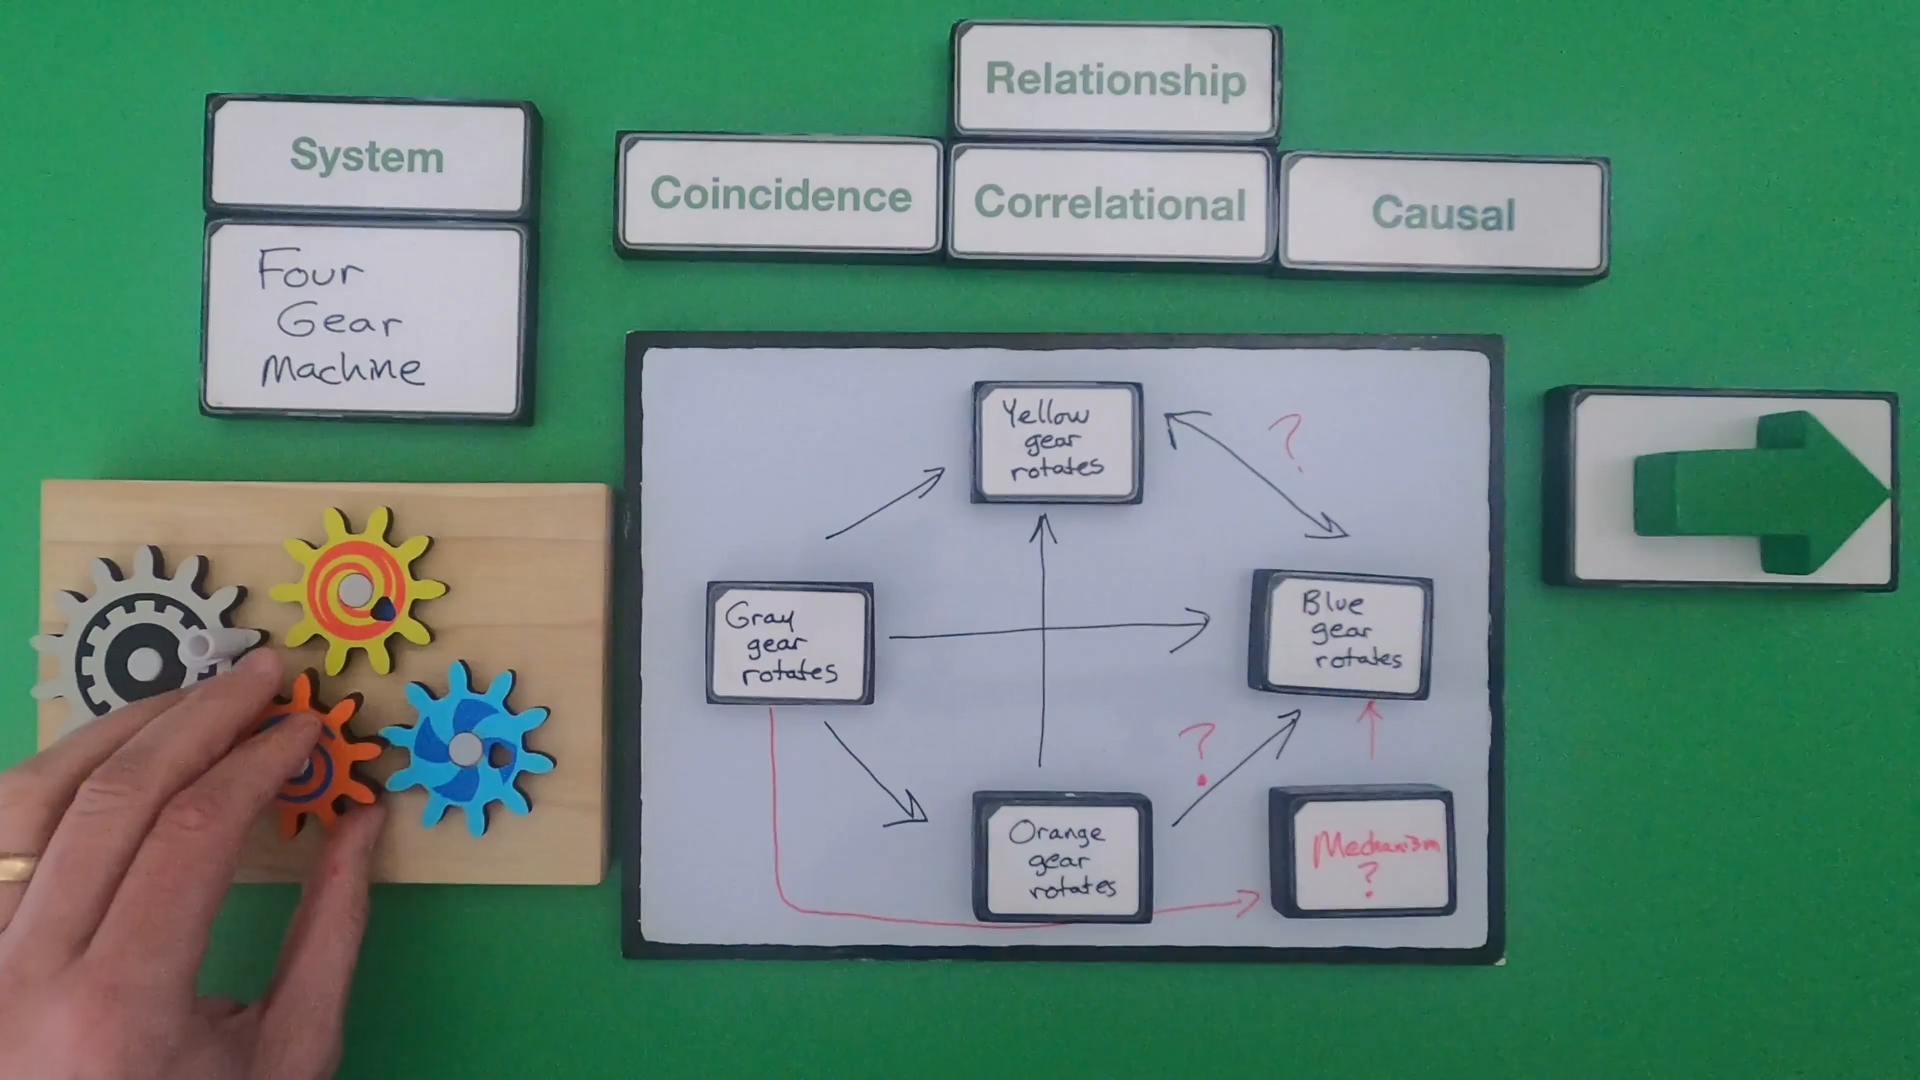 Relationship
System
Coincidence
Correlational
Causal
Four
Gear
Machine
Yellow
gear
rotates
?
Gray
gear
rotates
Blue
gear
rotates
?
Orange
gear
rotates
Mechanism
?